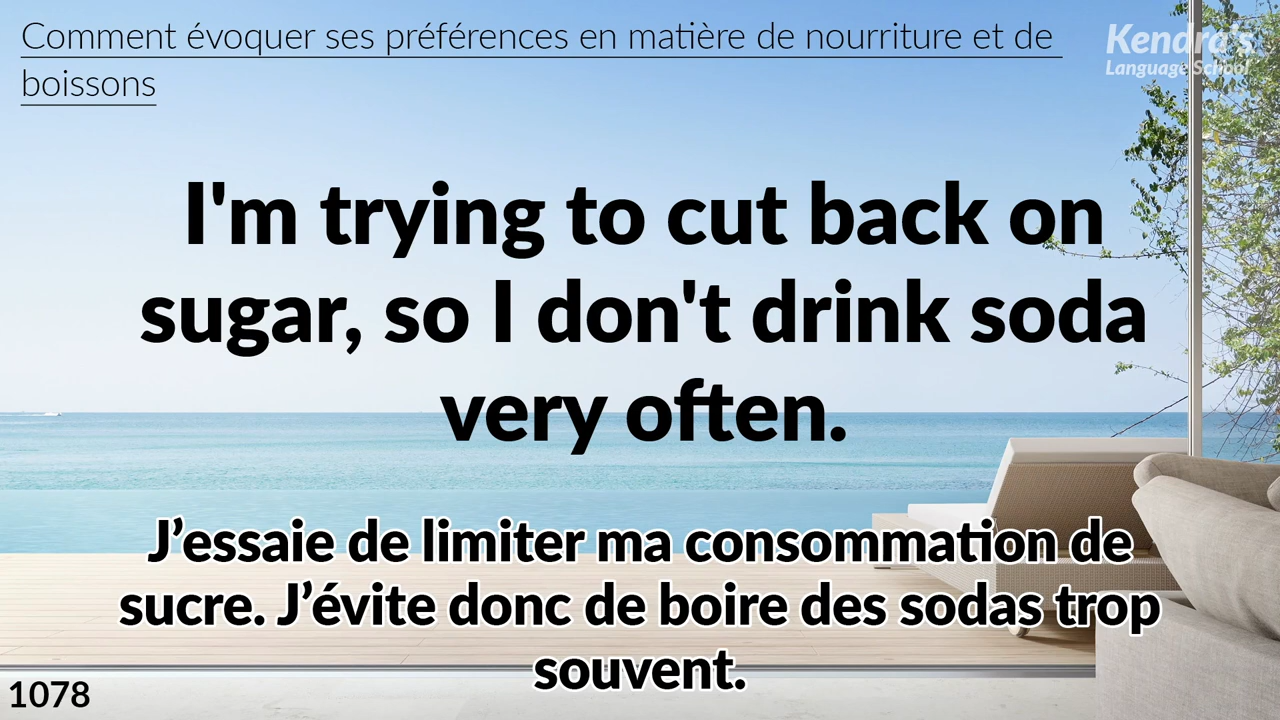 Comment évoquer ses préférences en matière de nourriture et de
boissons
Kendra's
Language School
I'm trying to cut back on
sugar, so I don't drink soda
very often.
J’essaie de limiter ma consommation de
sucre. J’évite donc de boire des sodas trop
souvent.
1078